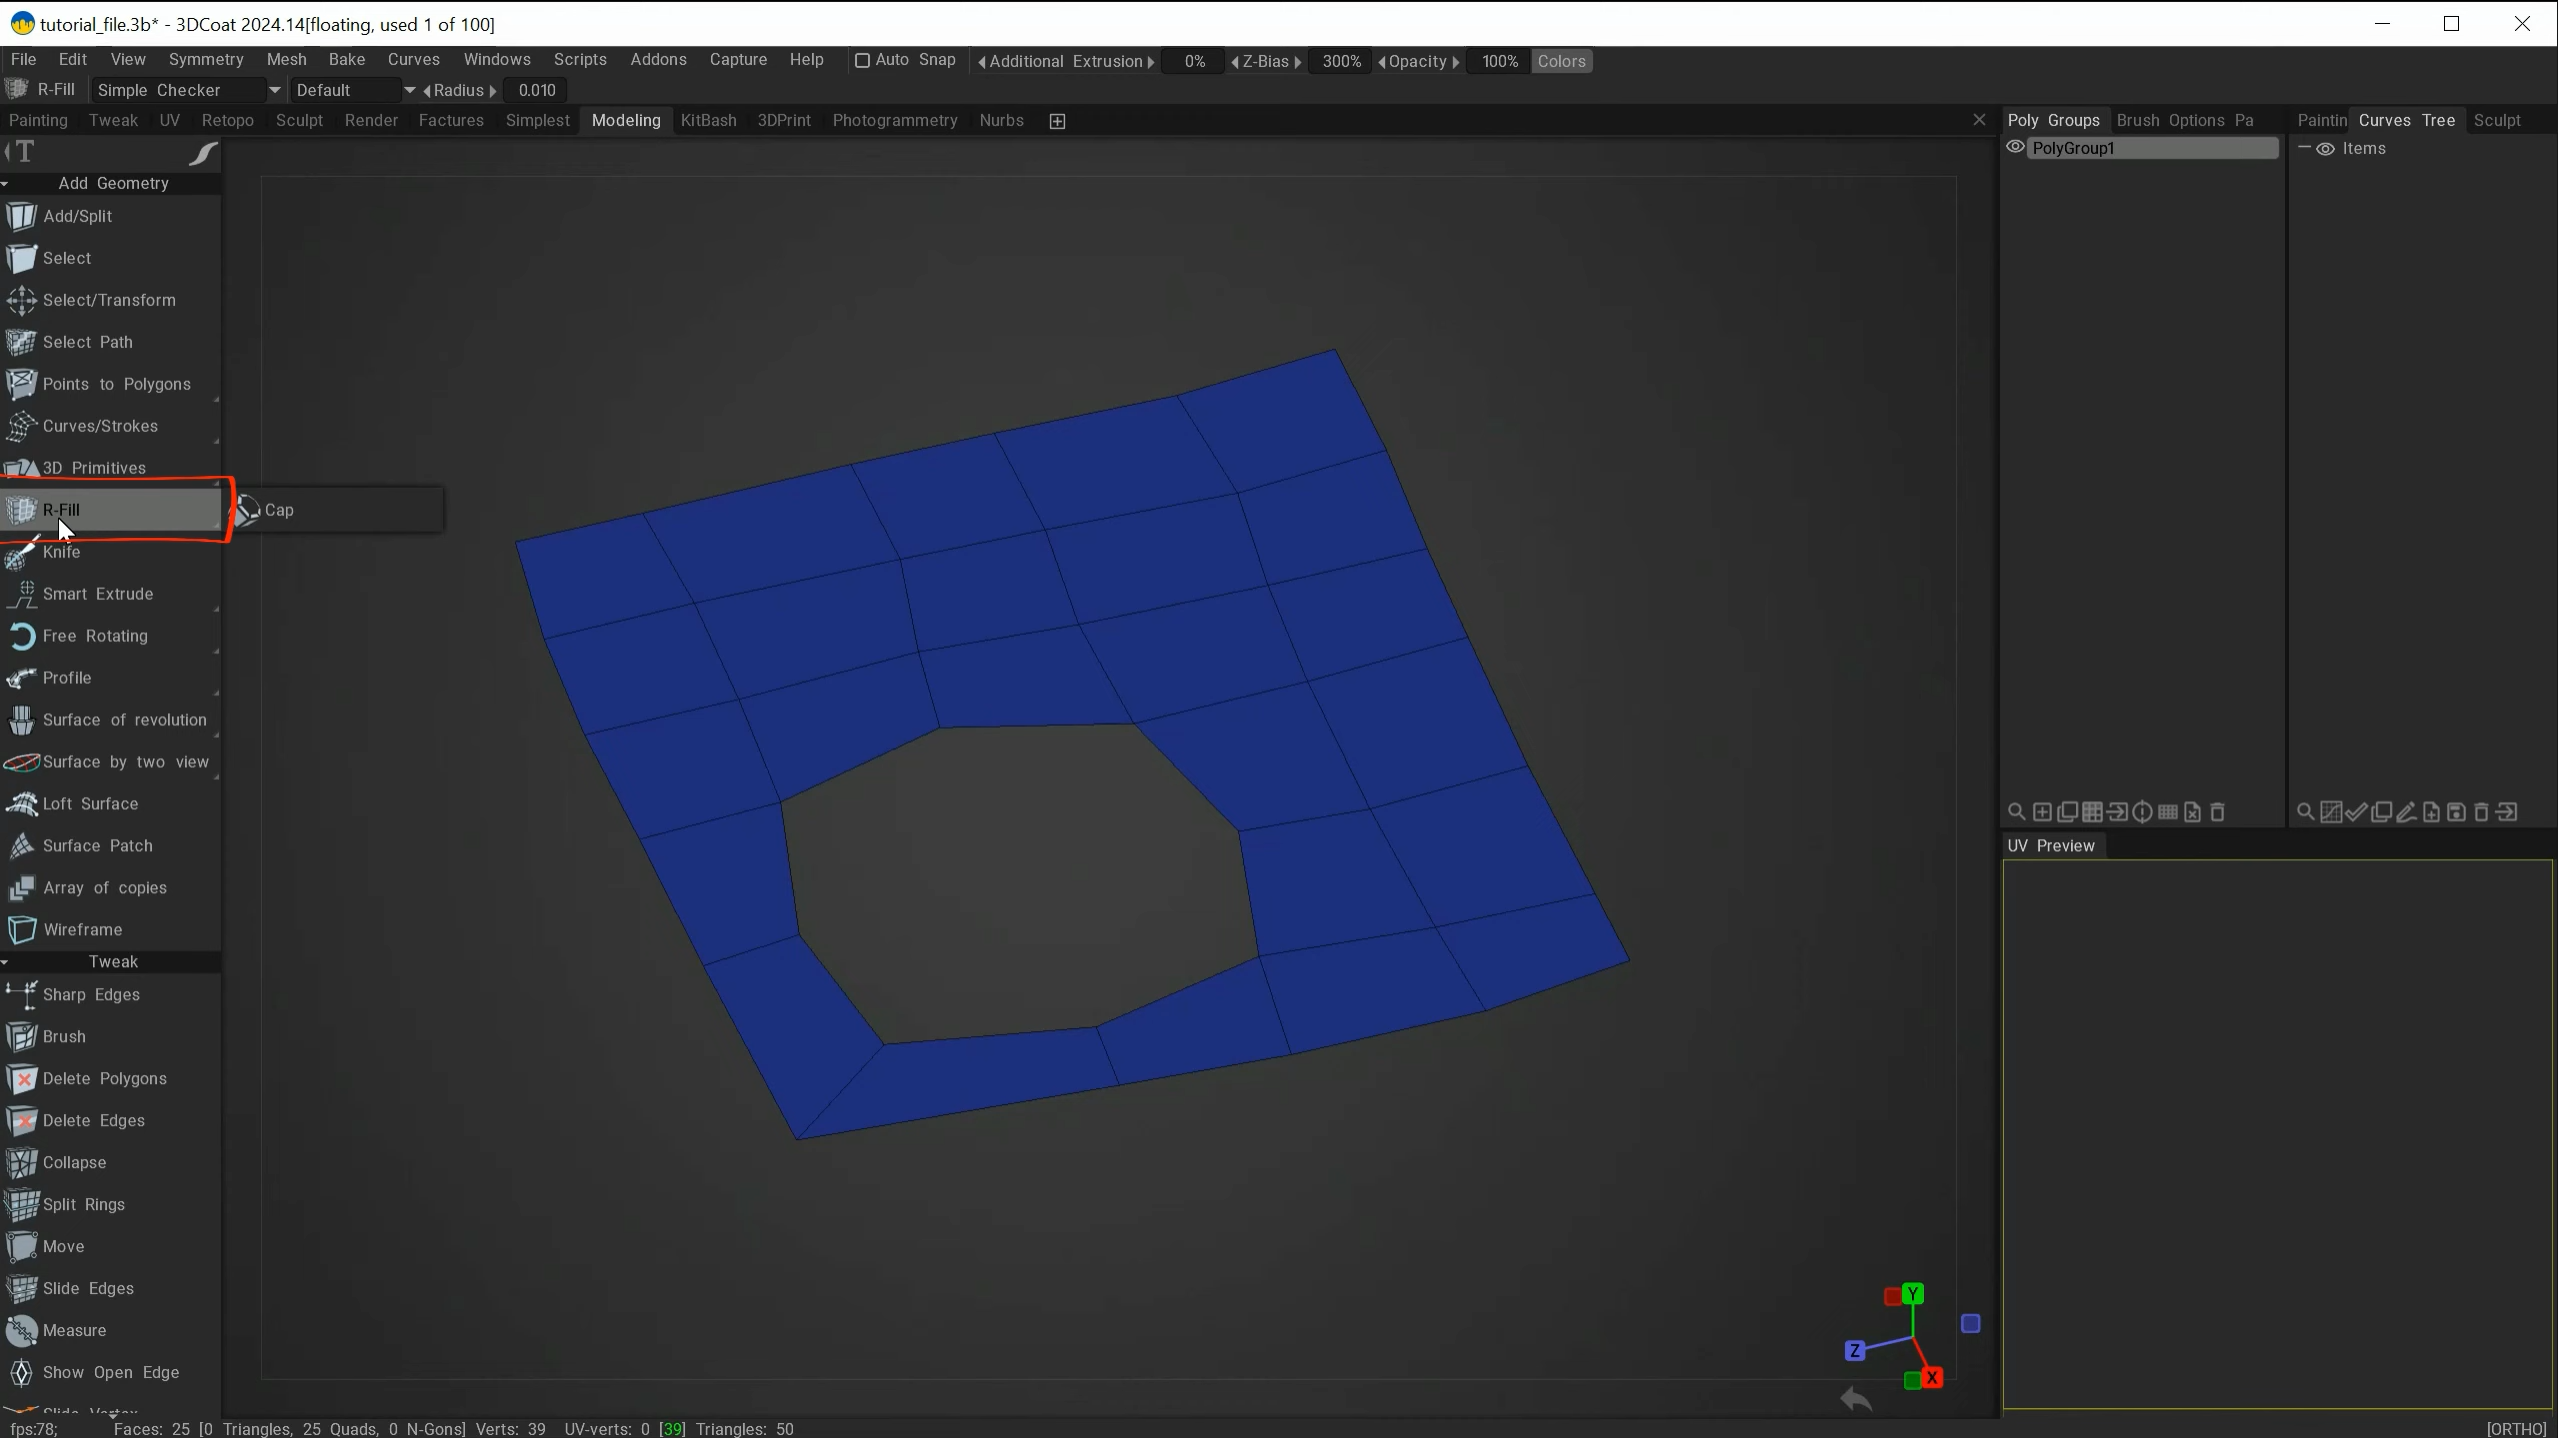 tutorial_file.3b* - 3DCoat 2024.14[floating, used 1 of 100]
File Edit View Symmetry Mesh Bake Curves Windows Scripts Addons Capture Help Auto Snap Additional Extrusion 0% Z-Bias 300% Opacity 100% Colors
R-Fill Simple Checker Default Radius 0.010
Painting Tweak UV Retopo Sculpt Render Factures Simplest Modeling KitBash 3DPrint Photogrammetry Nurbs
Poly Groups Brush Options Pa
Paintin Curves Tree Sculpt
PolyGroup1
Items
T
Add Geometry
Add/Split
Select
Select/Transform
Select Path
Points to Polygons
Curves/Strokes
3D Primitives
R-Fill
Cap
Knife
Smart Extrude
Free Rotating
Profile
Surface of revolution
Surface by two view
Loft Surface
Surface Patch
Array of copies
Wireframe
Tweak
Sharp Edges
Brush
Delete Polygons
Delete Edges
Collapse
Split Rings
Move
Slide Edges
Measure
Show Open Edge
UV Preview
Y
Z
X
fps:78; Faces: 25 [0 Triangles, 25 Quads, 0 N-Gons] Verts: 39 UV-verts: 0 [39] Triangles: 50
[ORTHO]